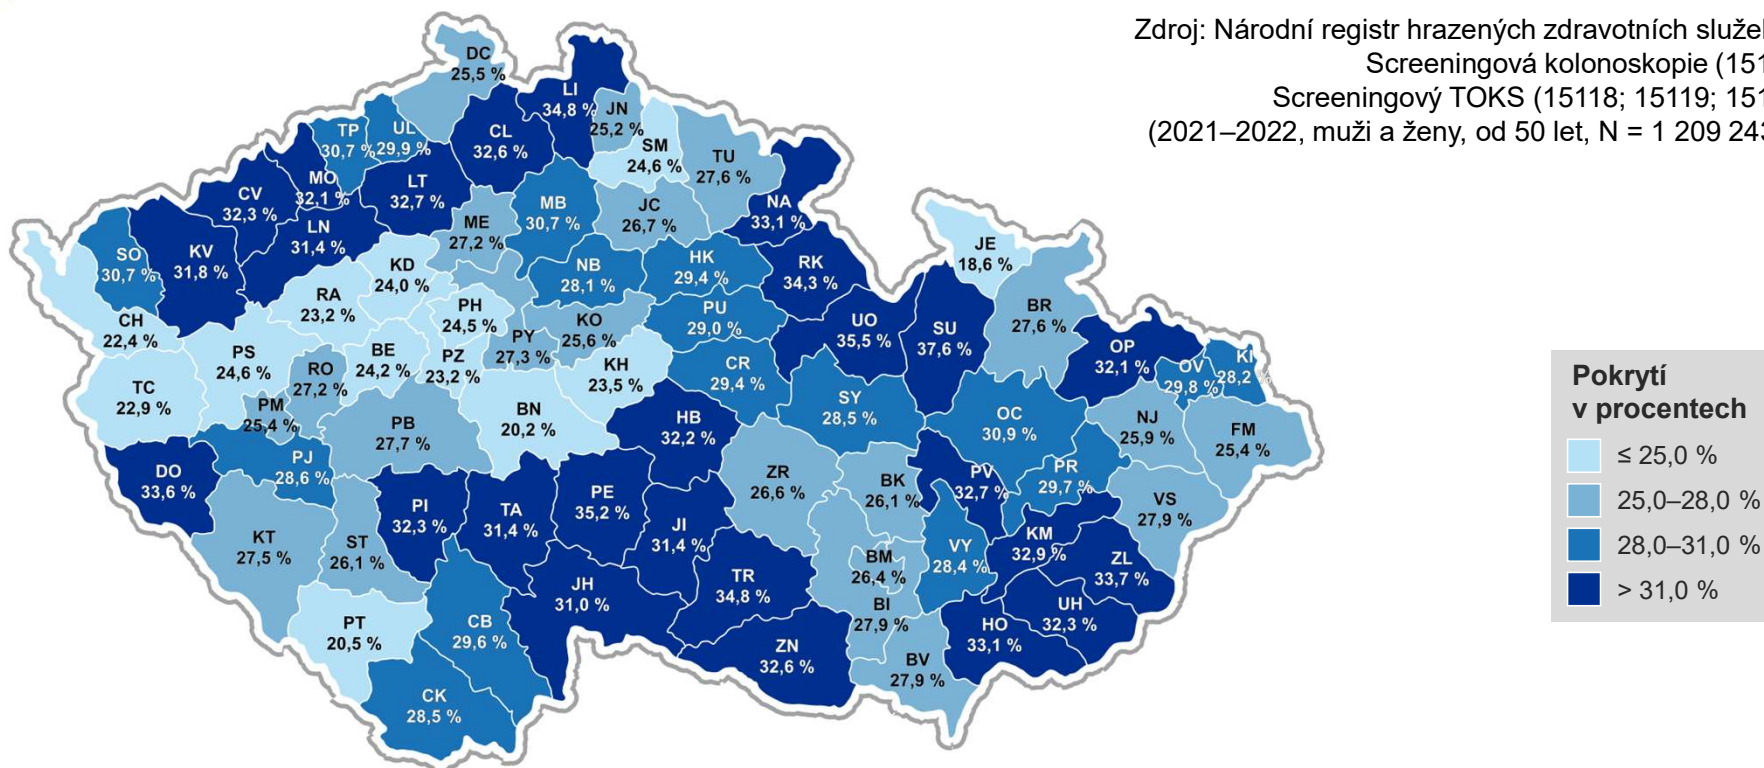 Zdroj: Národní registr hrazených zdravotních služeb
Screeningová kolonoskopie (151
Screeningový TOKS (15118; 15119; 151
(2021–2022, muži a ženy, od 50 let, N = 1 209 243
DC
25,5 %
LI
34,8 %
JN
25,2 %
TP
30,7 %
UL
29,9 %
CL
32,6 %
SM
24,6 %
TU
27,6 %
MO
32,1 %
CV
32,3 %
LT
32,7 %
LN
31,4 %
ME
27,2 %
MB
30,7 %
JC
26,7 %
NA
33,1 %
SO
30,7 %
KV
31,8 %
KD
24,0 %
NB
28,1 %
HK
29,4 %
RK
34,3 %
JE
18,6 %
RA
23,2 %
PH
24,5 %
PU
29,0 %
BR
27,6 %
CH
22,4 %
PS
24,6 %
BE
24,2 %
PZ
23,2 %
PY
27,3 %
KO
25,6 %
UO
35,5 %
SU
37,6 %
OP
32,1 %
OV
29,8 %
KI
28,2 %
TC
22,9 %
RO
27,2 %
KH
23,5 %
CR
29,4 %
PM
25,4 %
PB
27,7 %
BN
20,2 %
HB
32,2 %
SY
28,5 %
OC
30,9 %
NJ
25,9 %
FM
25,4 %
DO
33,6 %
PJ
28,6 %
ZR
26,6 %
BK
26,1 %
PV
32,7 %
PR
29,7 %
VS
27,9 %
KT
27,5 %
ST
26,1 %
PI
32,3 %
TA
31,4 %
PE
35,2 %
JI
31,4 %
VY
28,4 %
KM
32,9 %
ZL
33,7 %
BM
26,4 %
PT
20,5 %
CB
29,6 %
JH
31,0 %
TR
34,8 %
BI
27,9 %
HO
33,1 %
UH
32,3 %
ZN
32,6 %
BV
27,9 %
CK
28,5 %
Pokrytí
v procentech
≤ 25,0 %
25,0–28,0 %
28,0–31,0 %
> 31,0 %